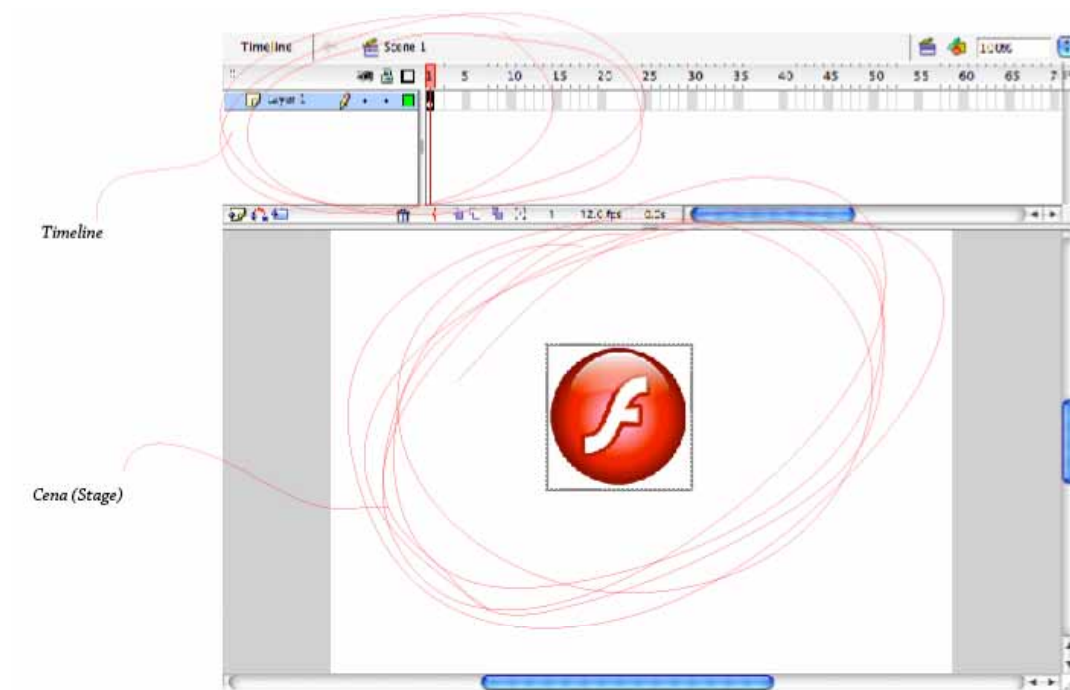 Timeline
Scene 1
100%
1 5 10 15 20 25 30 35 40 45 50 55 60 65 7
Layer 1
1 12.0 fps 0.0s
Timeline
Cena (Stage)